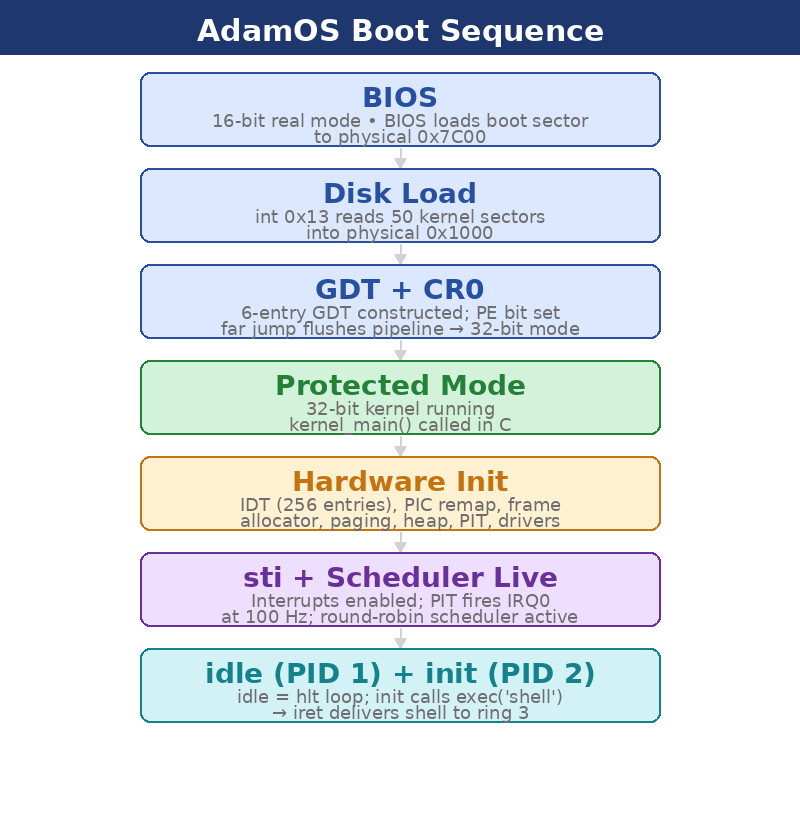 AdamOS Boot Sequence
BIOS
16-bit real mode • BIOS loads boot sector
to physical 0x7C00
Disk Load
int 0x13 reads 50 kernel sectors
into physical 0x1000
GDT + CR0
6-entry GDT constructed; PE bit set
far jump flushes pipeline → 32-bit mode
Protected Mode
32-bit kernel running
kernel_main() called in C
Hardware Init
IDT (256 entries), PIC remap, frame
allocator, paging, heap, PIT, drivers
sti + Scheduler Live
Interrupts enabled; PIT fires IRQ0
at 100 Hz; round-robin scheduler active
idle (PID 1) + init (PID 2)
idle = hlt loop; init calls exec('shell')
→ iret delivers shell to ring 3